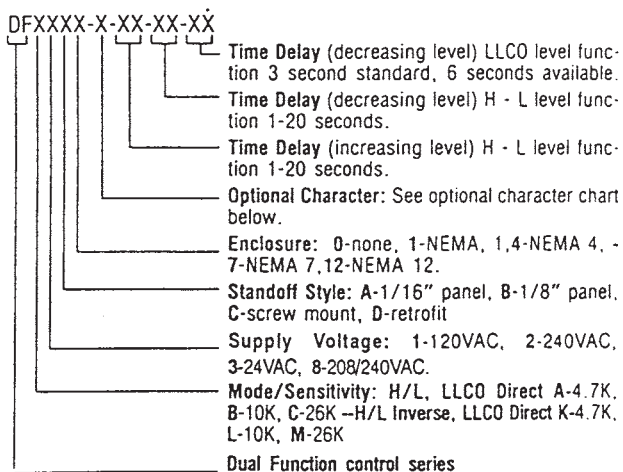 DFXXXX-X-XX-XX-XX
Time Delay (decreasing level) LLCO level func-
tion 3 second standard, 6 seconds available.
Time Delay (decreasing level) H - L level func-
tion 1-20 seconds.
Time Delay (increasing level) H - L level func-
tion 1-20 seconds.
Optional Character: See optional character chart
below.
Enclosure: 0-none, 1-NEMA, 1,4-NEMA 4, -
7-NEMA 7,12-NEMA 12.
Standoff Style: A-1/16" panel, B-1/8" panel,
C-screw mount, D-retrofit
Supply Voltage: 1-120VAC, 2-240VAC,
3-24VAC, 8-208/240VAC.
Mode/Sensitivity: H/L, LLCO Direct A-4.7K,
B-10K, C-26K --H/L Inverse, LLCO Direct K-4.7K,
L-10K, M-26K
Dual Function control series